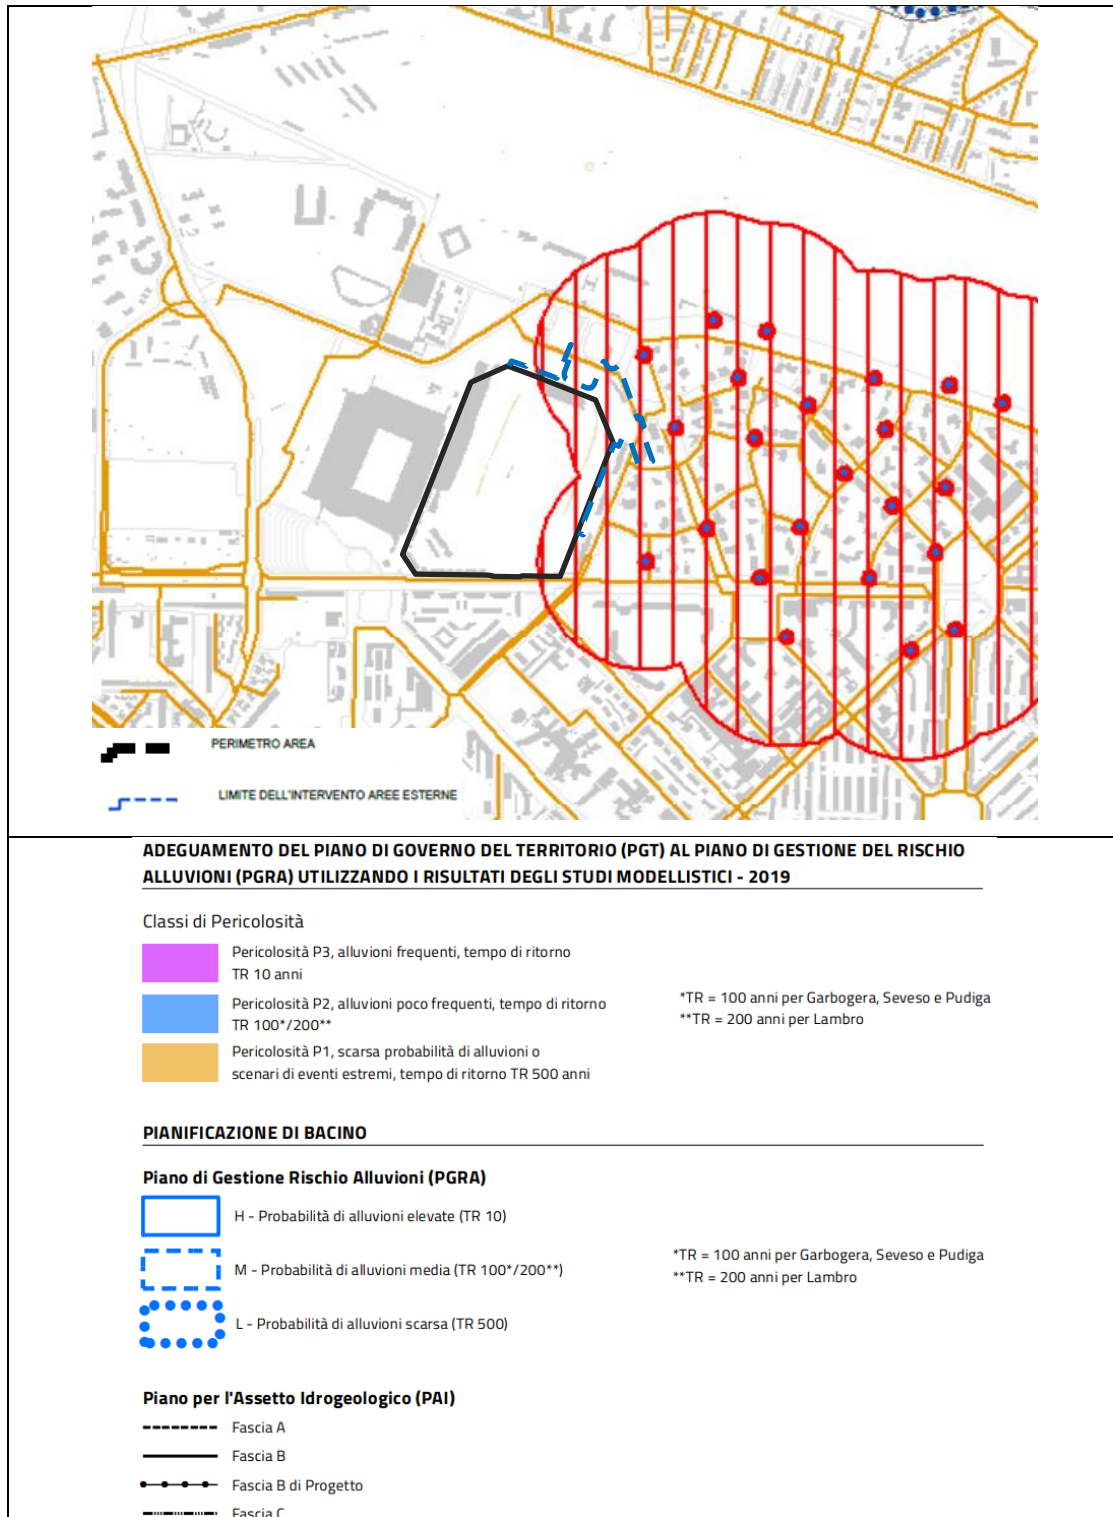 PERIMETRO AREA
LIMITE DELL'INTERVENTO AREE ESTERNE
ADEGUAMENTO DEL PIANO DI GOVERNO DEL TERRITORIO (PGT) AL PIANO DI GESTIONE DEL RISCHIO
ALLUVIONI (PGRA) UTILIZZANDO I RISULTATI DEGLI STUDI MODELLISTICI - 2019
Classi di Pericolosità
Pericolosità P3, alluvioni frequenti, tempo di ritorno
TR 10 anni
Pericolosità P2, alluvioni poco frequenti, tempo di ritorno
TR 100*/200**
*TR = 100 anni per Garbogera, Seveso e Pudiga
**TR = 200 anni per Lambro
Pericolosità P1, scarsa probabilità di alluvioni o
scenari di eventi estremi, tempo di ritorno TR 500 anni
PIANIFICAZIONE DI BACINO
Piano di Gestione Rischio Alluvioni (PGRA)
H - Probabilità di alluvioni elevate (TR 10)
M - Probabilità di alluvioni media (TR 100*/200**)
*TR = 100 anni per Garbogera, Seveso e Pudiga
**TR = 200 anni per Lambro
L - Probabilità di alluvioni scarsa (TR 500)
Piano per l'Assetto Idrogeologico (PAI)
Fascia A
Fascia B
Fascia B di Progetto
Fascia C